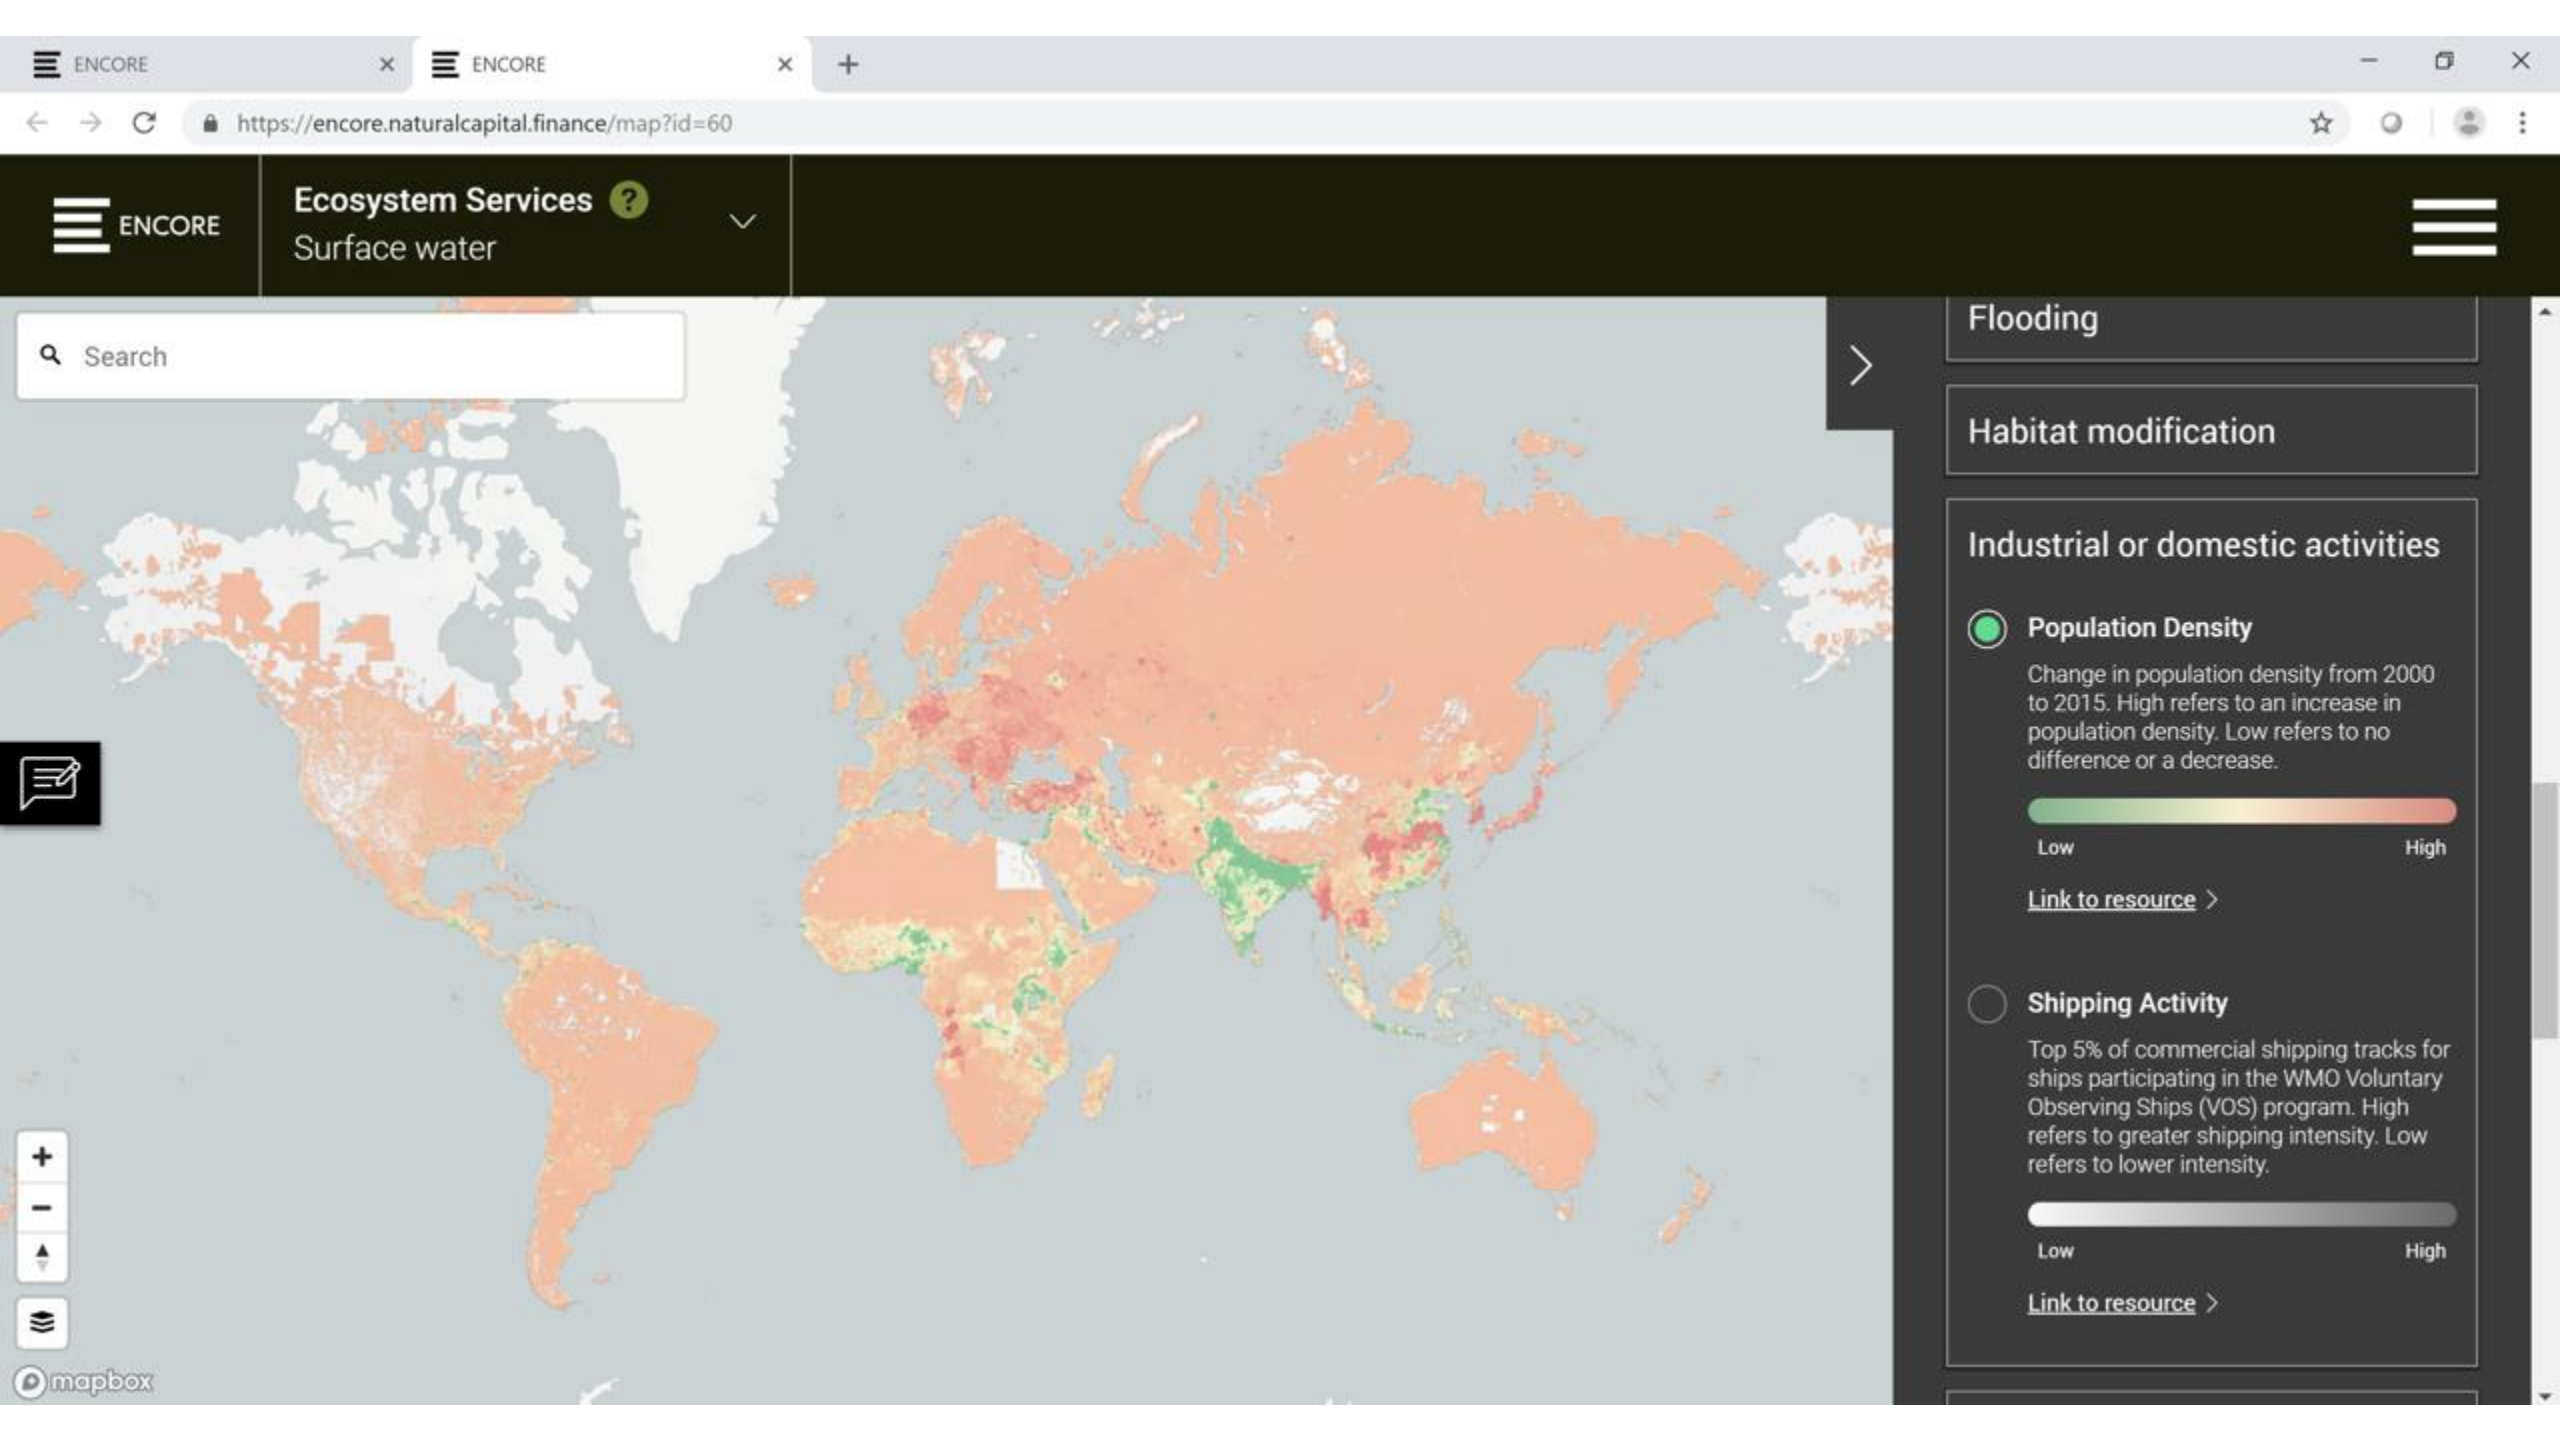 ENCORE
ENCORE
https://encore.naturalcapital.finance/map?id=60
ENCORE
Ecosystem Services ?
Surface water
Search
Flooding
Habitat modification
Industrial or domestic activities
Population Density
Change in population density from 2000
to 2015. High refers to an increase in
population density. Low refers to no
difference or a decrease.
Low High
Link to resource
Shipping Activity
Top 5% of commercial shipping tracks for
ships participating in the WMO Voluntary
Observing Ships (VOS) program. High
refers to greater shipping intensity. Low
refers to lower intensity.
Low High
Link to resource
mapbox